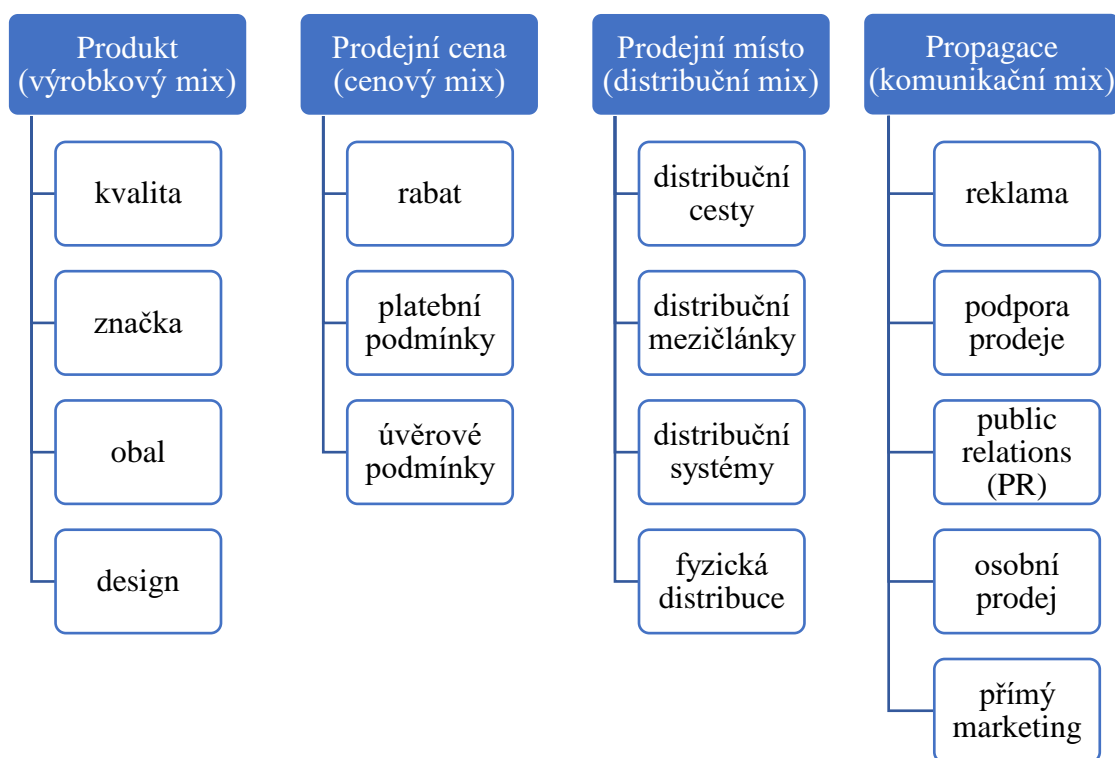 Produkt
(výrobkový mix)
kvalita
značka
obal
design
Prodejní cena
(cenový mix)
rabat
platební
podmínky
úvěrové
podmínky
Prodejní místo
(distribuční mix)
distribuční
cesty
distribuční
mezičlánky
distribuční
systémy
fyzická
distribuce
Propagace
(komunikační mix)
reklama
podpora
prodeje
public
relations
(PR)
osobní
prodej
přímý
marketing